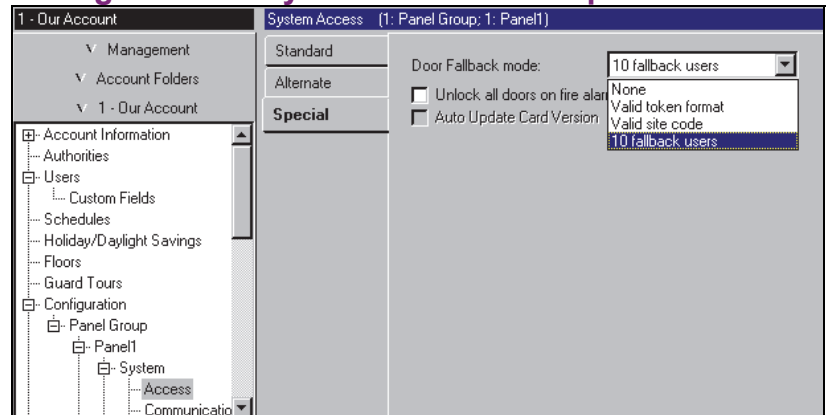 1 - Our Account
System Access (1: Panel Group; 1: Panel1)
Management
Account Folders
1 - Our Account
Account Information
Authorities
Users
Custom Fields
Schedules
Holiday/Daylight Savings
Floors
Guard Tours
Configuration
Panel Group
Panel1
System
Access
Communicatio
Standard
Alternate
Special
Door Fallback mode: 10 fallback users
Unlock all doors on fire alar
Auto Update Card Version
None
Valid token format
Valid site code
10 fallback users